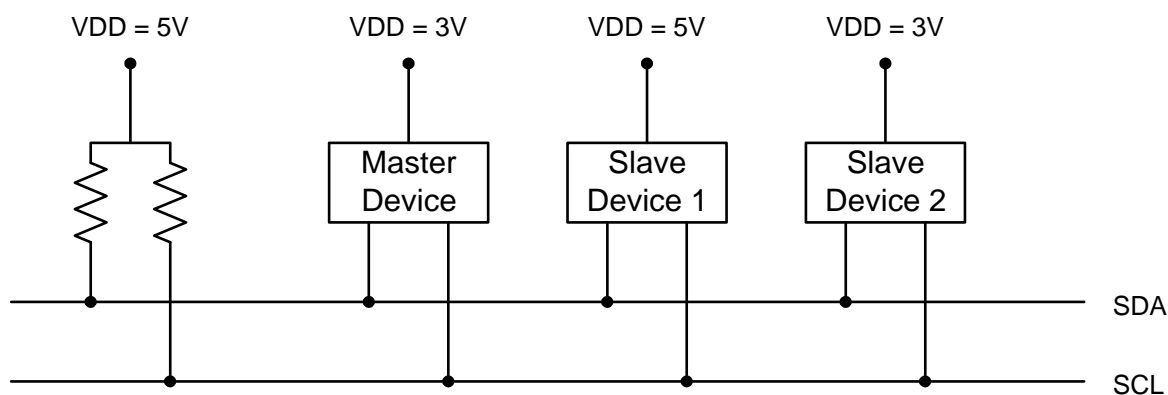 VDD = 5V
VDD = 3V
VDD = 5V
VDD = 3V
Master
Device
Slave
Device 1
Slave
Device 2
SDA
SCL